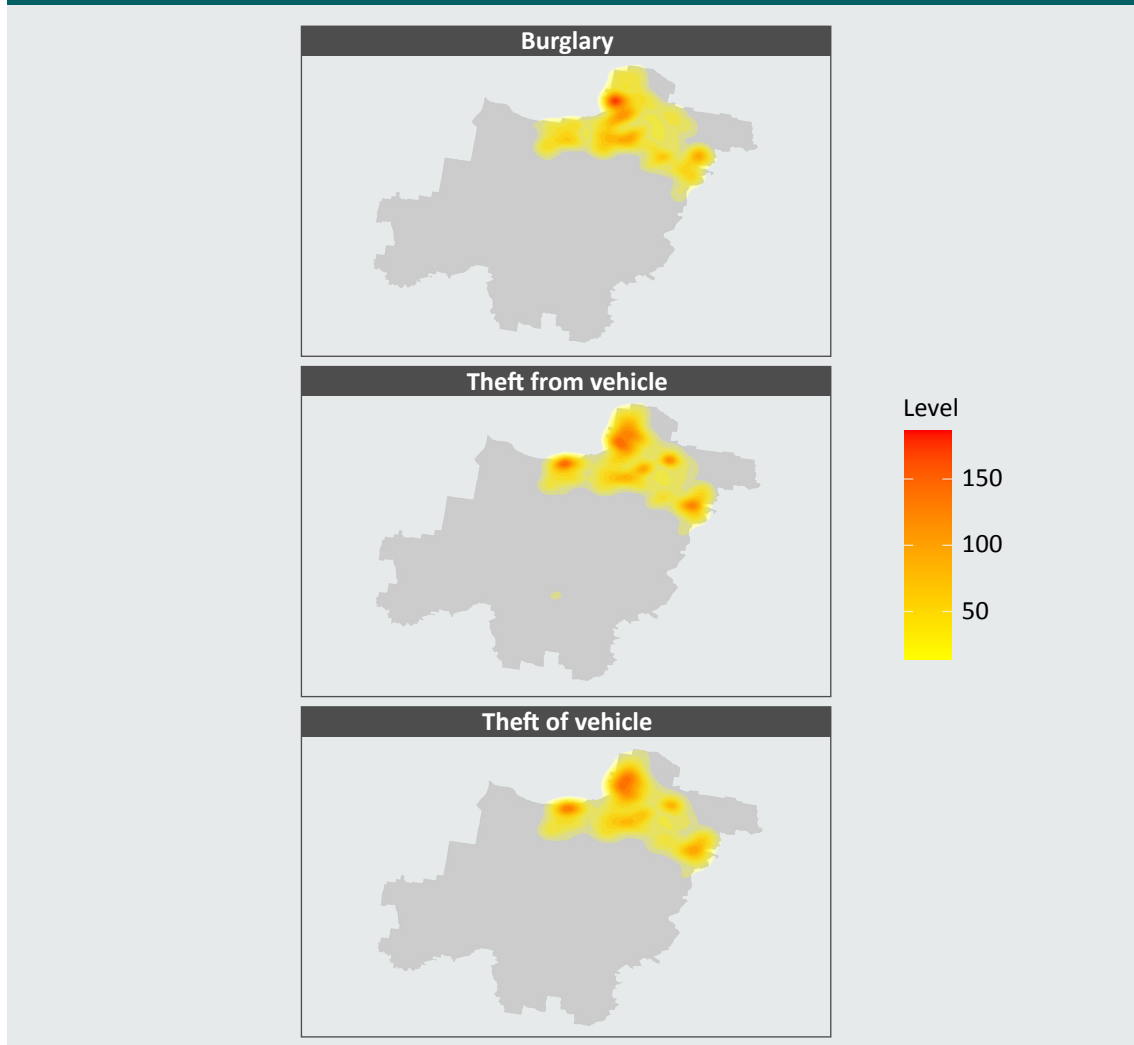 Burglary
Theft from vehicle
Level
150
100
50
Theft of vehicle